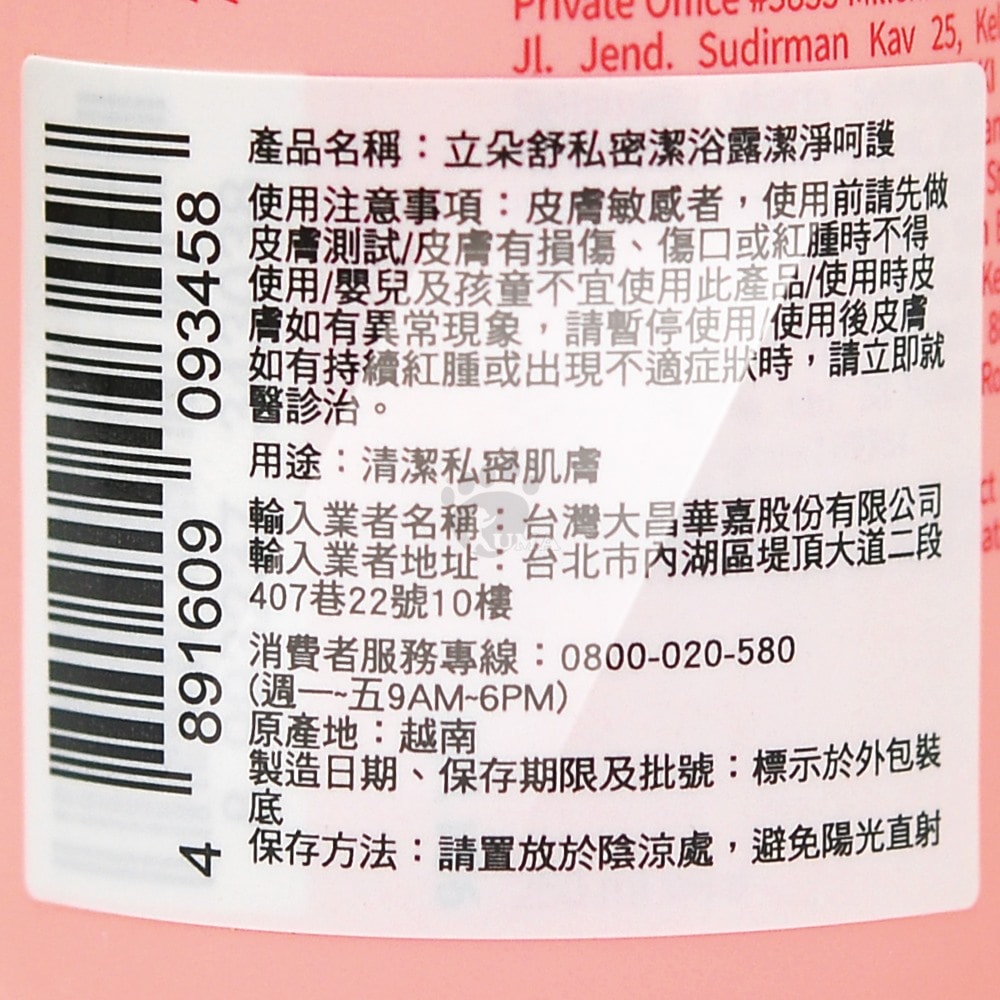 Private Office
Jl. Jend. Sudirman Kav 25,
產品名稱：立朵舒私密潔浴露潔淨呵護
使用注意事項：皮膚敏感者，使用前請先做
皮膚測試/皮膚有損傷、傷口或紅腫時不得
使用/嬰兒及孩童不宜使用此產品/使用時皮
膚如有異常現象，請暫停使用/使用後皮膚
如有持續紅腫或出現不適症狀時，請立即就
醫診治。
用途：清潔私密肌膚
輸入業者名稱：台灣大昌華嘉股份有限公司
輸入業者地址：台北市內湖區堤頂大道二段
407巷22號10樓
消費者服務專線：0800-020-580
(週一~五9AM~6PM)
原產地：越南
製造日期、保存期限及批號：標示於外包裝
底
保存方法：請置放於陰涼處，避免陽光直射
4 891609 093458